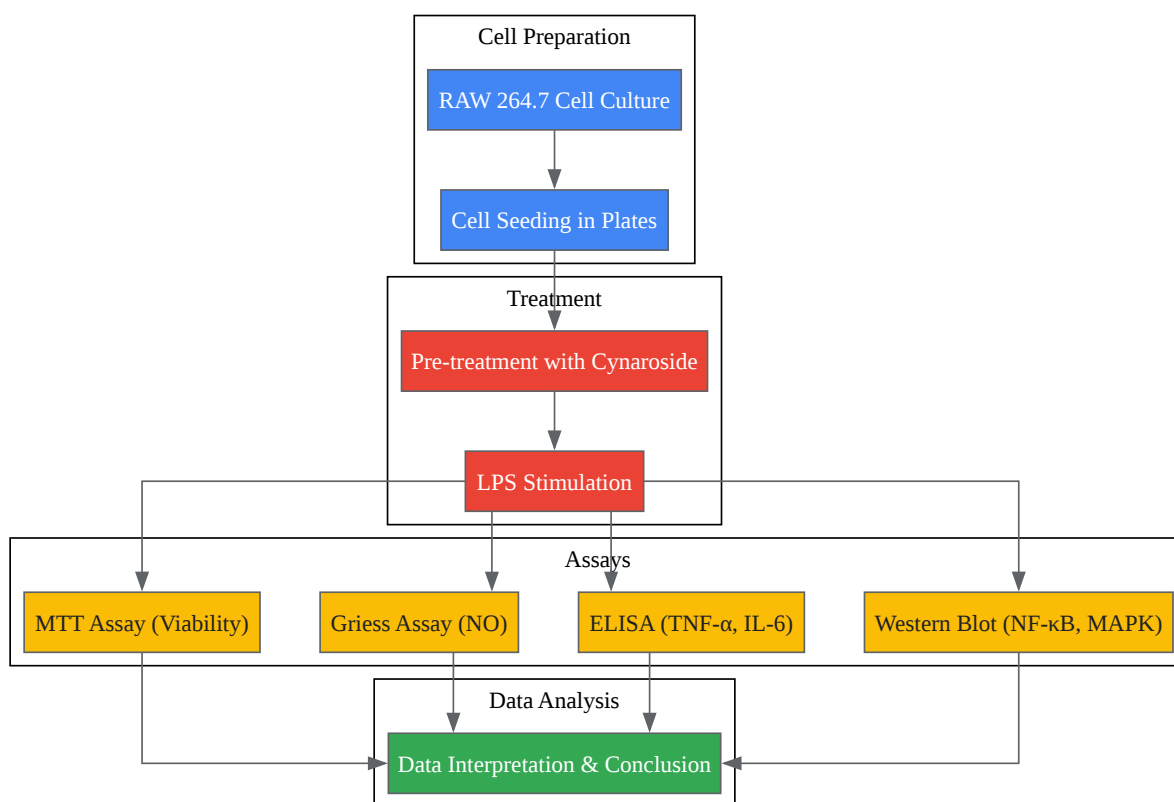 Cell Preparation
RAW 264.7 Cell Culture
Cell Seeding in Plates
Treatment
Pre-treatment with Cynaroside
LPS Stimulation
Assays
MTT Assay (Viability)
Griess Assay (NO)
ELISA (TNF-α, IL-6)
Western Blot (NF-κB, MAPK)
Data Analysis
Data Interpretation & Conclusion